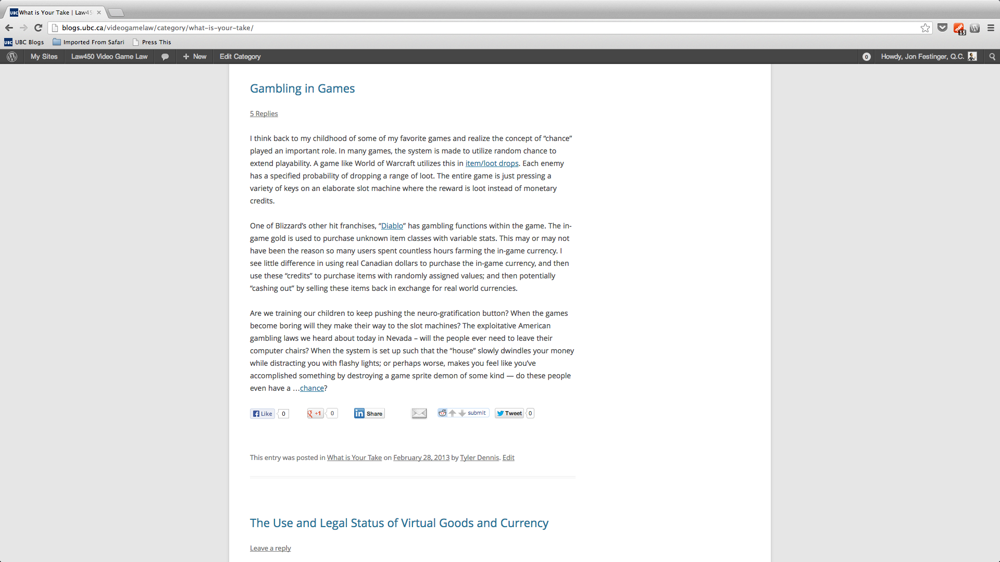 What is Your Take | Law45
blogs.ubc.ca/videogamelaw/category/what-is-your-take/
15
UBC UBC Blogs Imported From Safari Press This
My Sites Law450 Video Game Law + New Edit Category 0 Howdy, Jon Festinger, Q.C.
Gambling in Games
5 Replies
I think back to my childhood of some of my favorite games and realize the concept of “chance”
played an important role. In many games, the system is made to utilize random chance to
extend playability. A game like World of Warcraft utilizes this in item/loot drops. Each enemy
has a specified probability of dropping a range of loot. The entire game is just pressing a
variety of keys on an elaborate slot machine where the reward is loot instead of monetary
credits.
One of Blizzard’s other hit franchises, “Diablo” has gambling functions within the game. The in-
game gold is used to purchase unknown item classes with variable stats. This may or may not
have been the reason so many users spent countless hours farming the in-game currency. I
see little difference in using real Canadian dollars to purchase the in-game currency, and then
use these “credits” to purchase items with randomly assigned values; and then potentially
“cashing out” by selling these items back in exchange for real world currencies.
Are we training our children to keep pushing the neuro-gratification button? When the games
become boring will they make their way to the slot machines? The exploitative American
gambling laws we heard about today in Nevada – will the people ever need to leave their
computer chairs? When the system is set up such that the “house” slowly dwindles your money
while distracting you with flashy lights; or perhaps worse, makes you feel like you’ve
accomplished something by destroying a game sprite demon of some kind — do these people
even have a …chance?
Like 0 +1 0 in Share submit Tweet 0
This entry was posted in What is Your Take on February 28, 2013 by Tyler Dennis. Edit
The Use and Legal Status of Virtual Goods and Currency
Leave a reply